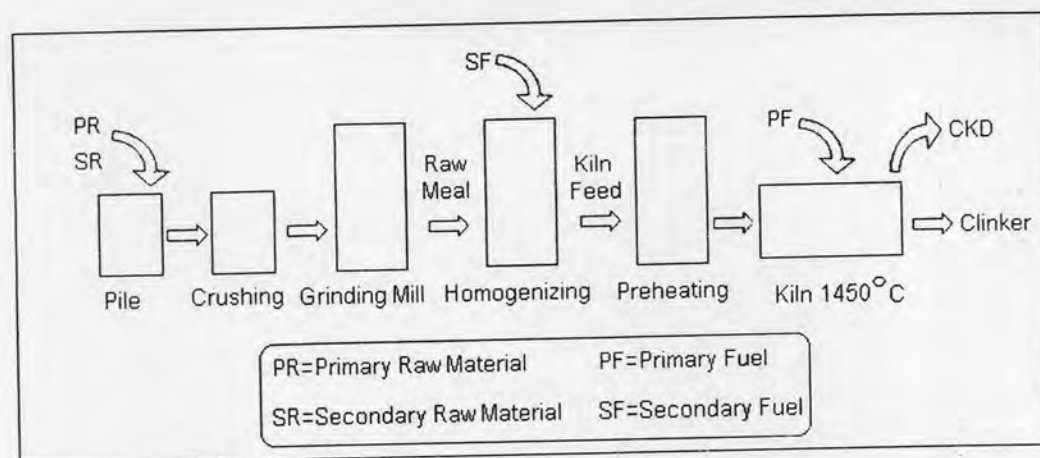 SF
PR
SR
Raw
Meal
Kiln
Feed
PF
CKD
Clinker
Pile
Crushing
Grinding Mill
Homogenizing
Preheating
Kiln 1450°C
PR=Primary Raw Material
PF=Primary Fuel
SR=Secondary Raw Material
SF=Secondary Fuel